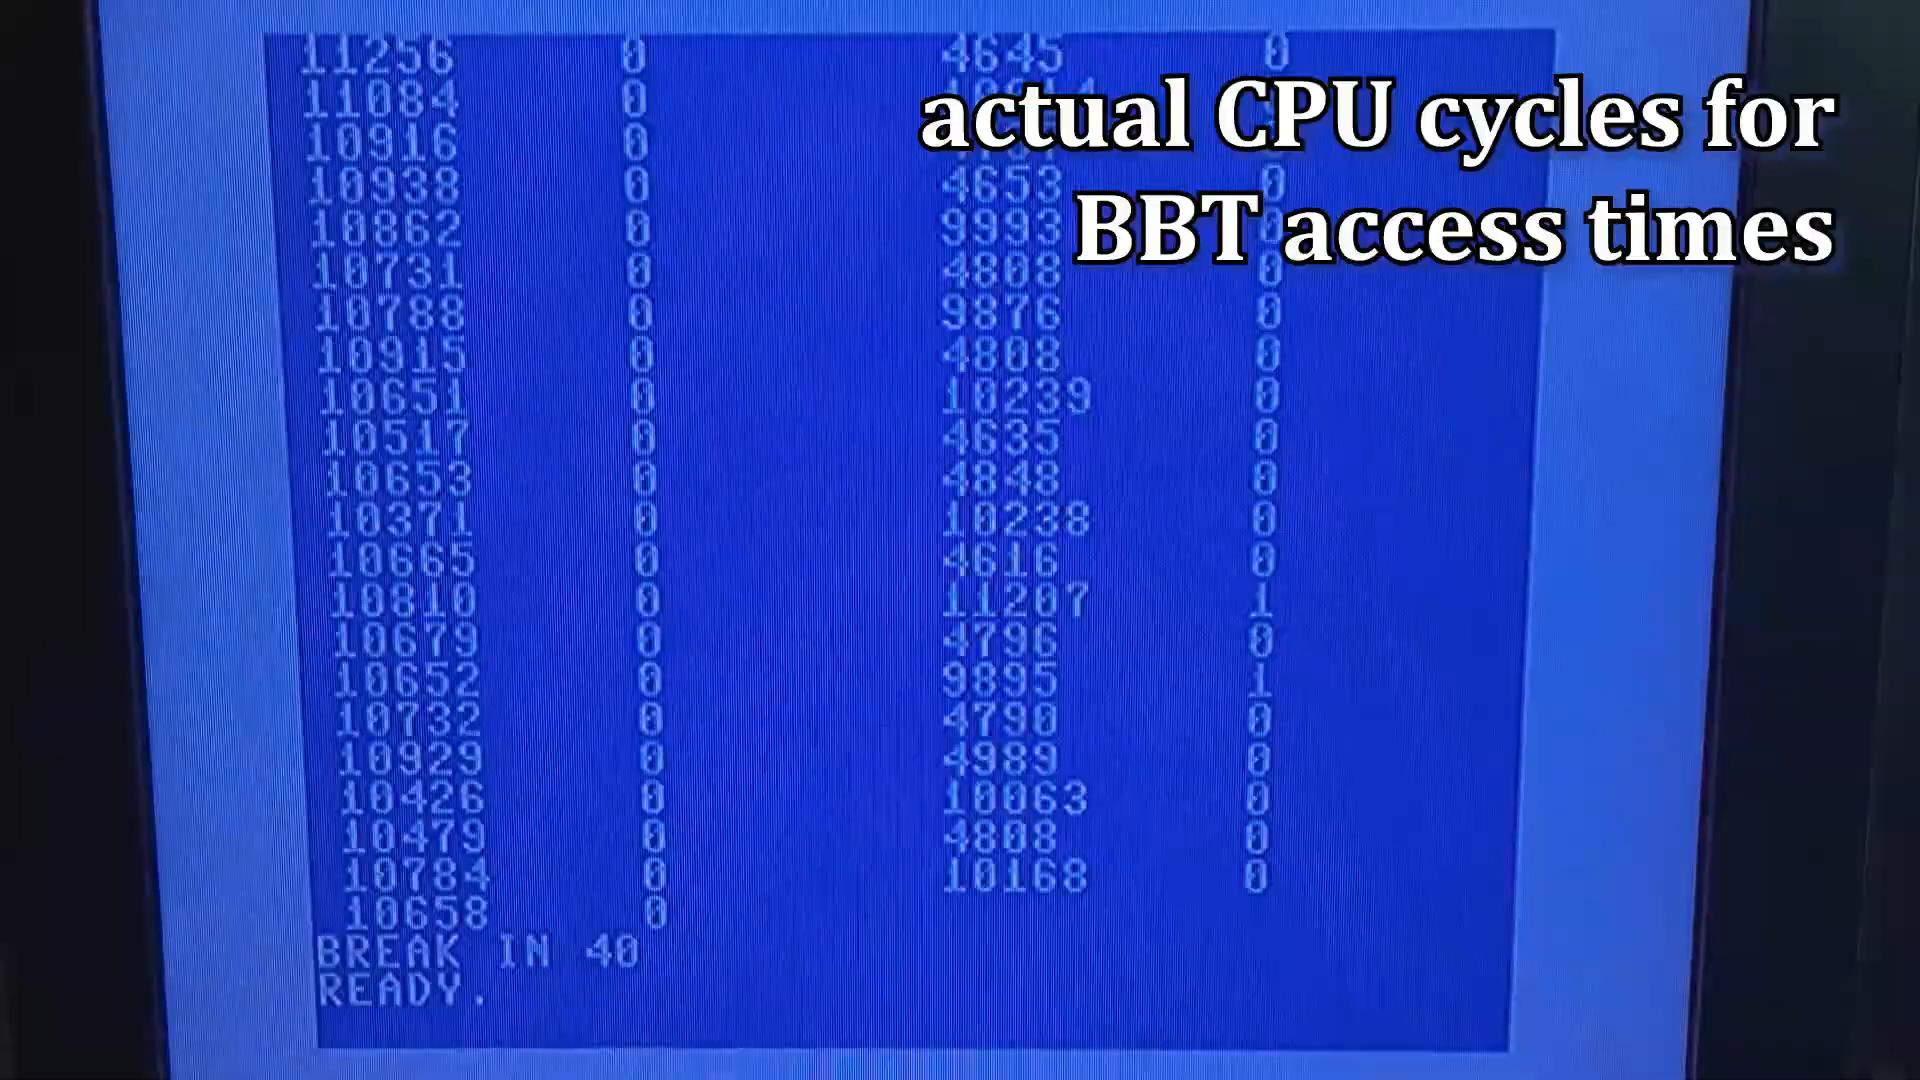 11256 0 4645 0
11084 0
10916 0
10938 0 4653 0
10862 0 9993 0
10731 0 4808 0
10788 0 9876 0
10915 0 4808 0
10651 0 10239 0
10517 0 4635 0
10653 0 4848 0
10371 0 10238 0
10665 0 4616 0
10810 0 11207 1
10679 0 4796 0
10652 0 9895 1
10732 0 4790 0
10929 0 4989 0
10426 0 10063 0
10479 0 4808 0
10784 0 10168 0
10658 0
BREAK IN 40
READY.
actual CPU cycles for
BBT access times